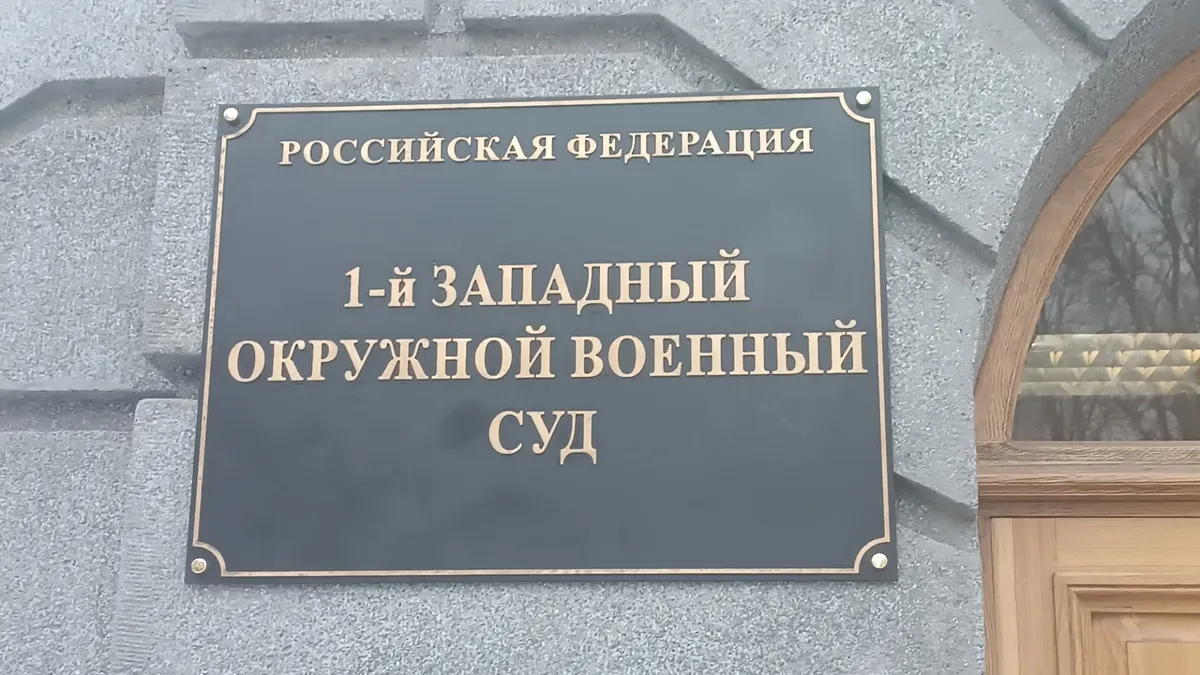 РОССИЙСКАЯ ФЕДЕРАЦИЯ
1-й ЗАПАДНЫЙ
ОКРУЖНОЙ ВОЕННЫЙ
СУД